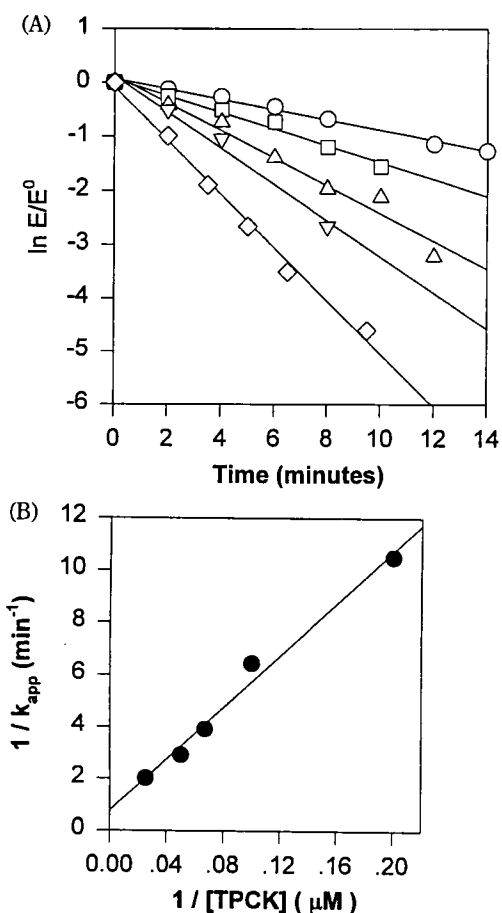 (A)
1
0
-1
-2
-3
-4
-5
-6
ln E/E⁰
0 2 4 6 8 10 12 14
Time (minutes)
(B)
12
10
8
6
4
2
0
1 / k_app (min⁻¹)
0.00 .04 .08 .12 .16 .20
1 / [TPCK] ( μM )